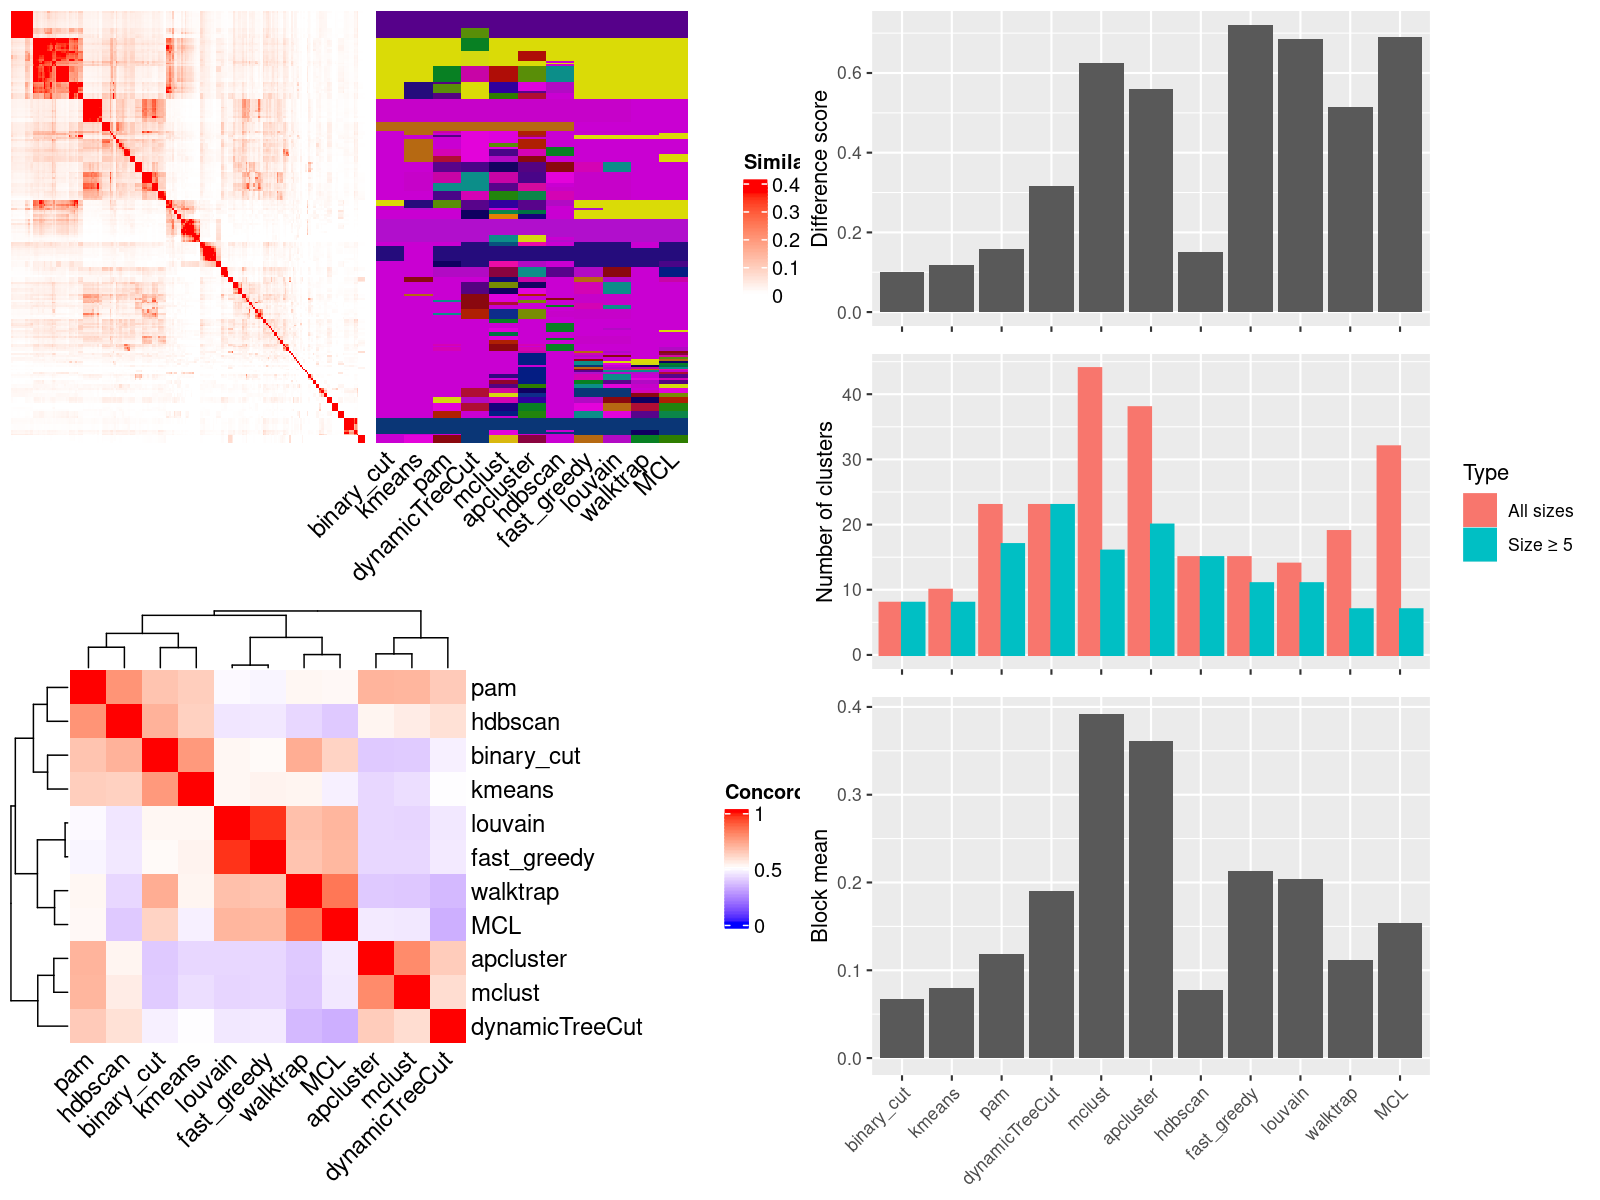 Simila
0.4
0.3
0.2
0.1
0
binary_cut
kmeans
pam
dynamicTreeCut
mclust
apcluster
hdbscan
fast_greedy
louvain
walktrap
MCL
pam
hdbscan
binary_cut
kmeans
louvain
fast_greedy
walktrap
MCL
apcluster
mclust
dynamicTreeCut
pam
hdbscan
binary_cut
kmeans
louvain
fast_greedy
walktrap
MCL
apcluster
mclust
dynamicTreeCut
Concord
1
0.5
0
Difference score
0.6
0.4
0.2
0.0
Number of clusters
40
30
20
10
0
Type
All sizes
Size ≥ 5
Block mean
0.4
0.3
0.2
0.1
0.0
binary_cut
kmeans
pam
dynamicTreeCut
mclust
apcluster
hdbscan
fast_greedy
louvain
walktrap
MCL